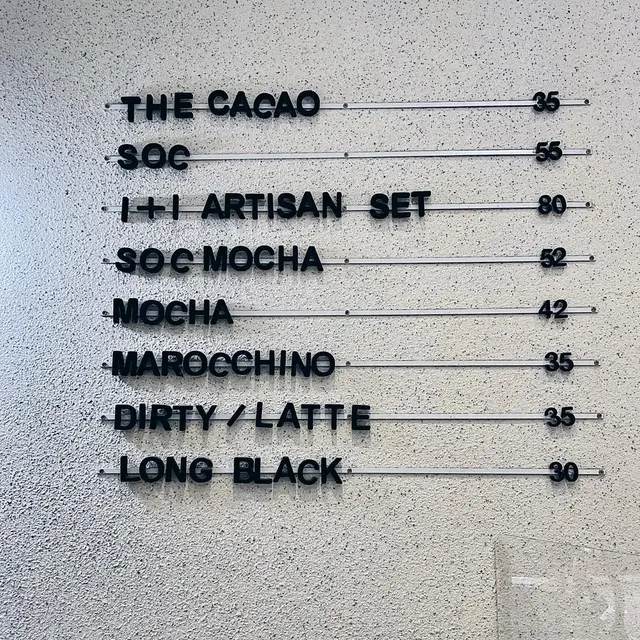 THE CACAO 35
SOC 55
1+1 ARTISAN SET 80
SOC MOCHA 52
MOCHA 42
MAROCCHINO 35
DIRTY/LATTE 35
LONG BLACK 30